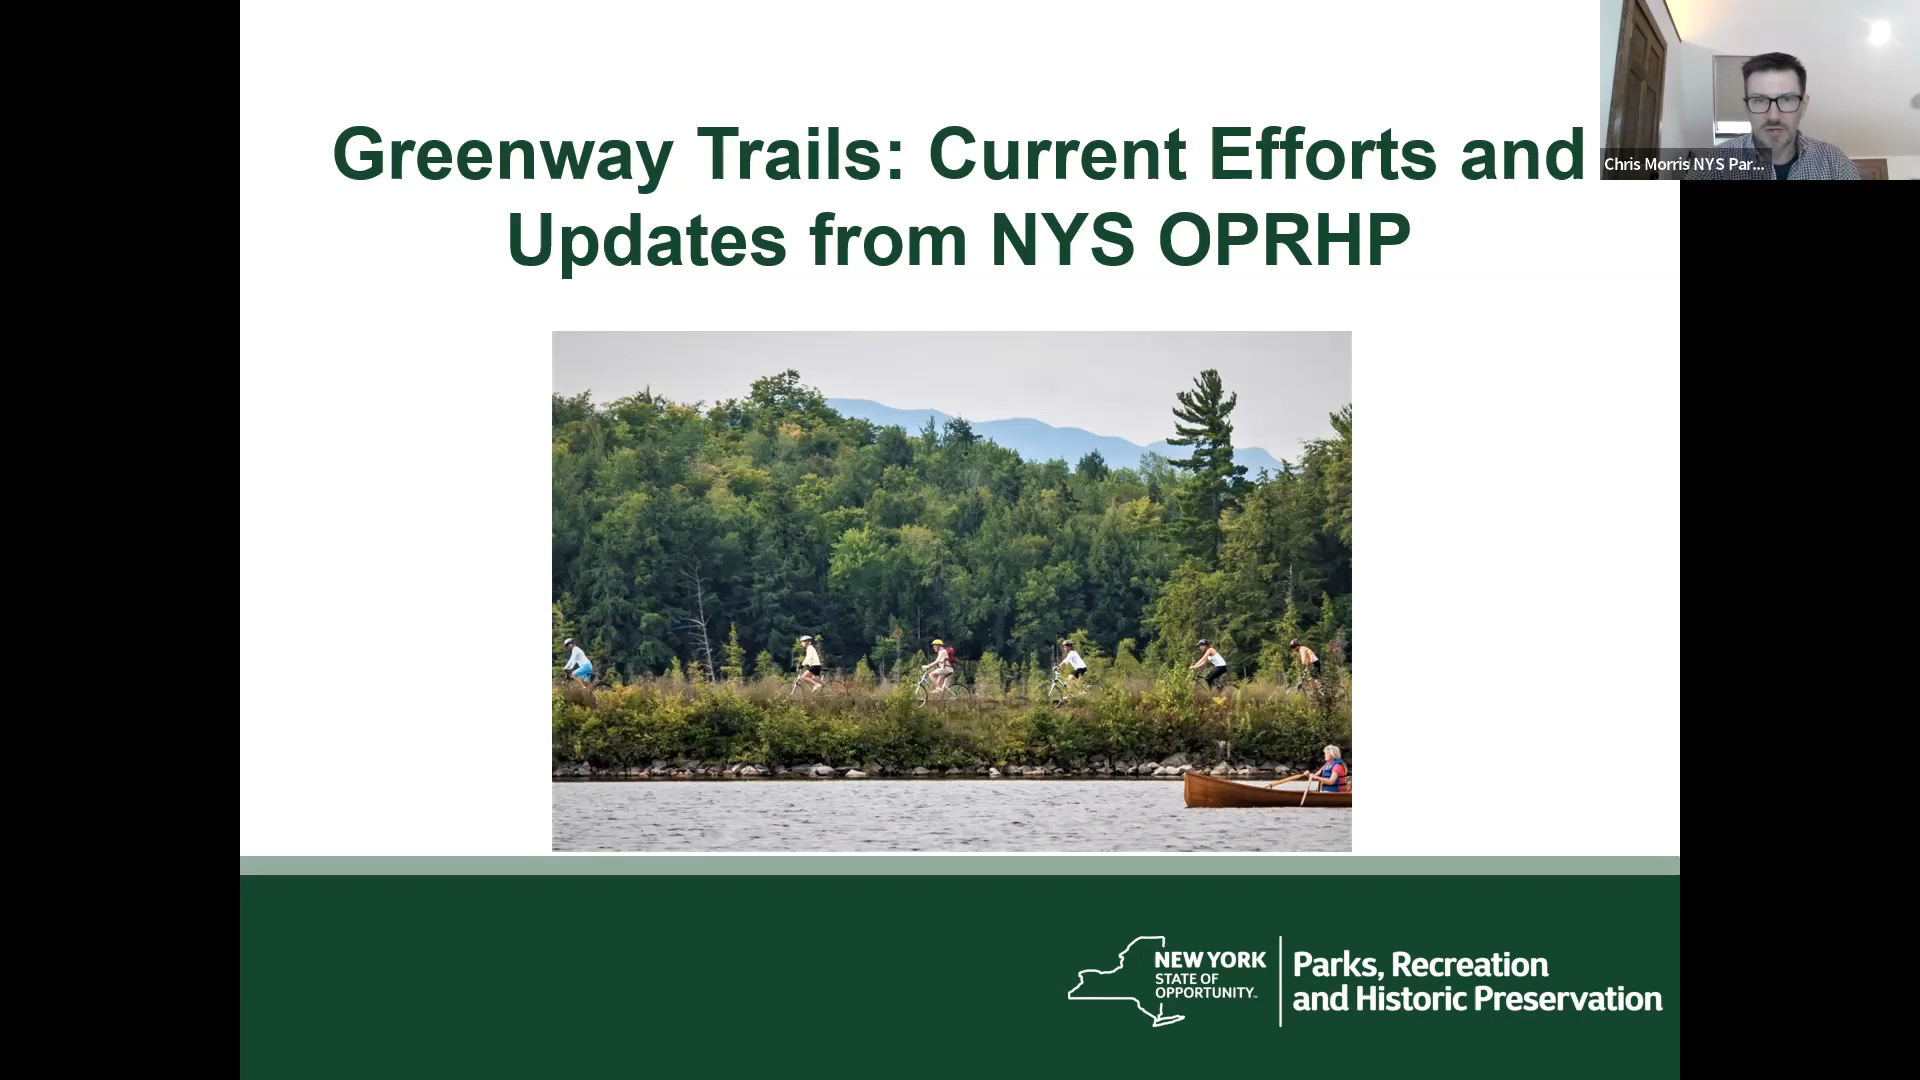 Greenway Trails: Current Efforts and
Updates from NYS OPRHP
Chris Morris NYS Par...
NEW YORK
STATE OF
OPPORTUNITY™
Parks, Recreation
and Historic Preservation